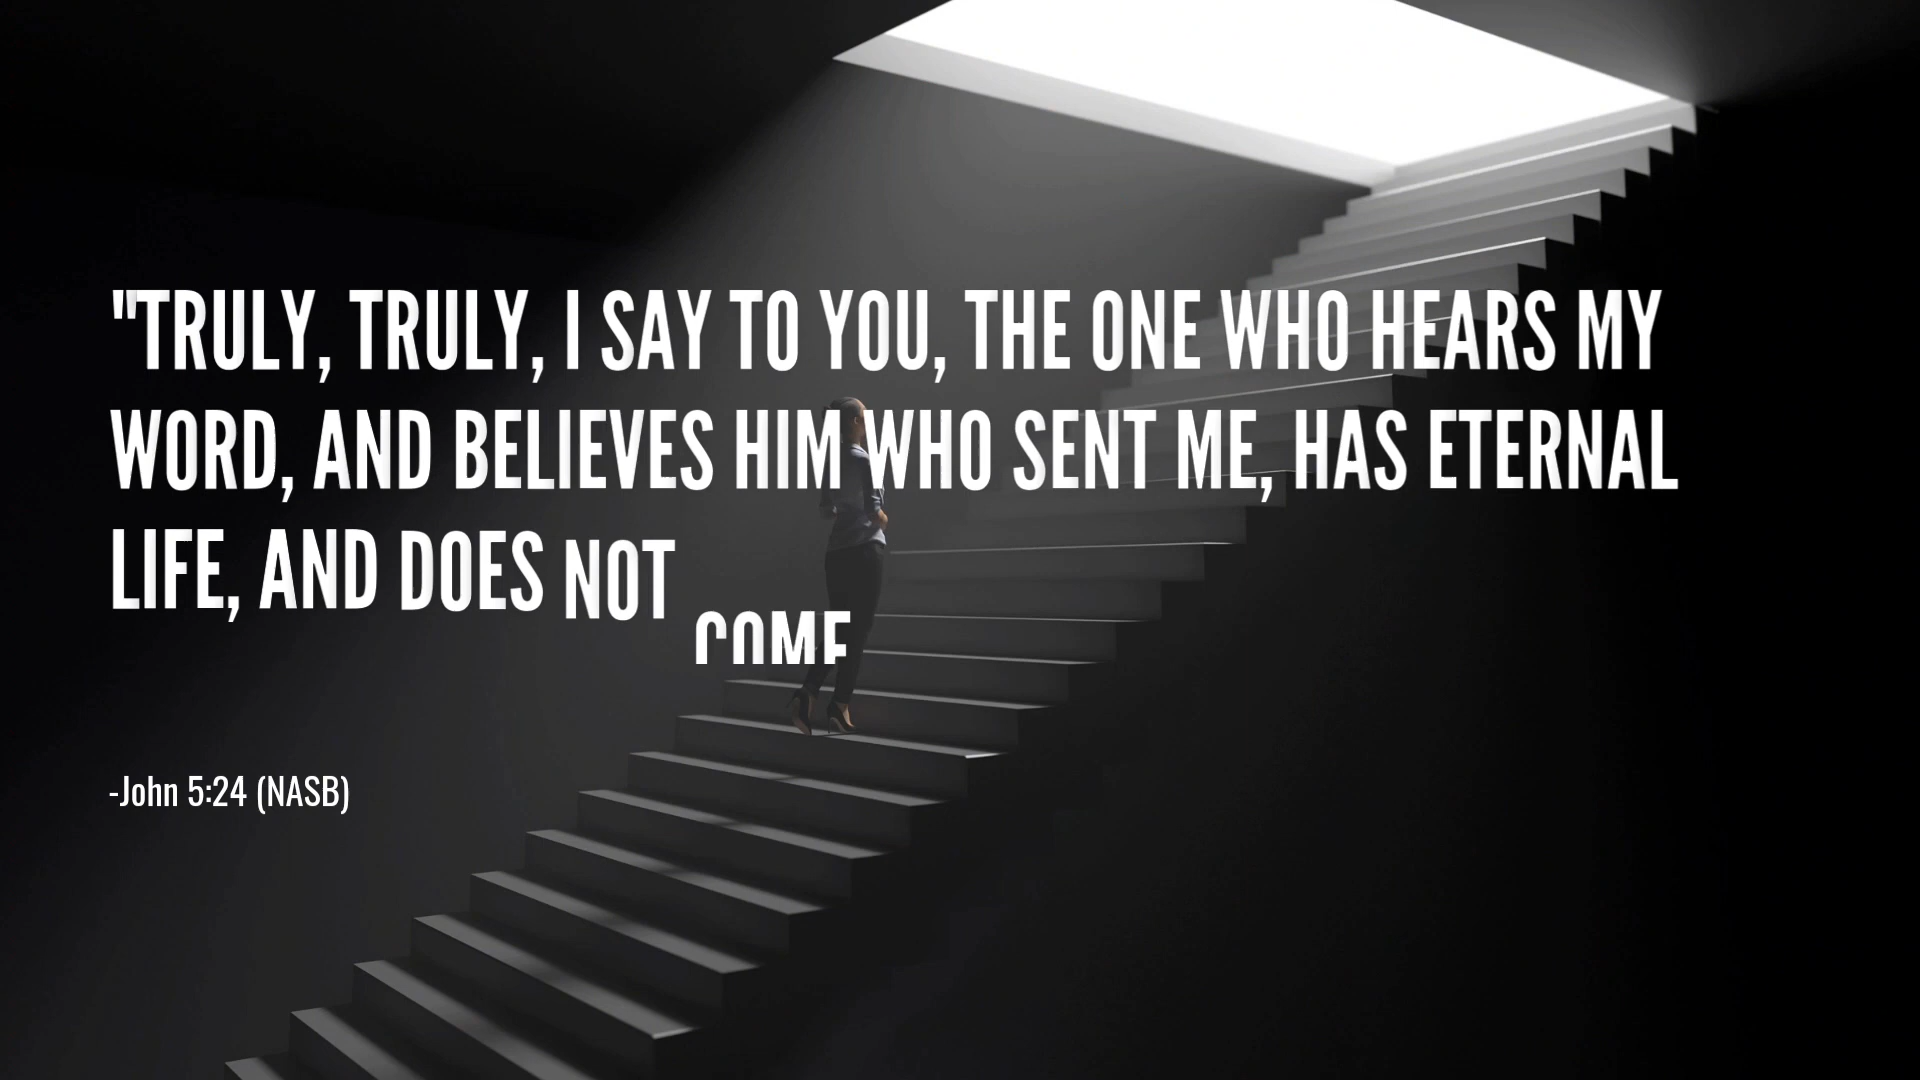 "TRULY, TRULY, I SAY TO YOU, THE ONE WHO HEARS MY
WORD, AND BELIEVES HIM WHO SENT ME, HAS ETERNAL
LIFE, AND DOES NOT COME
-John 5:24 (NASB)